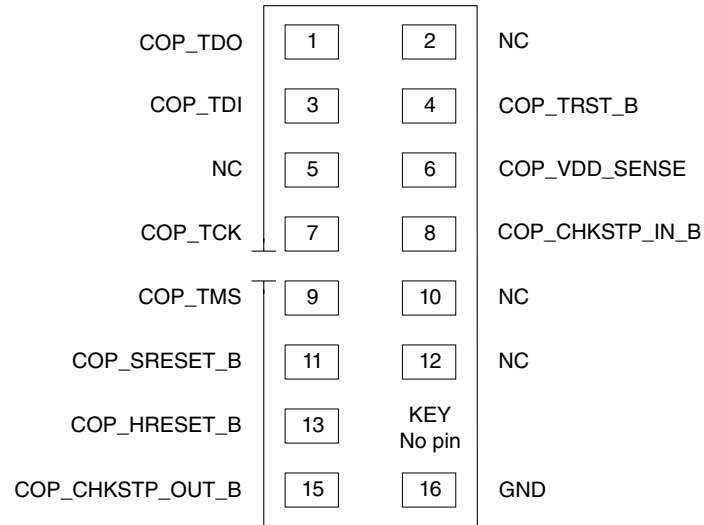 COP_TDO 1 2 NC
COP_TDI 3 4 COP_TRST_B
NC 5 6 COP_VDD_SENSE
COP_TCK 7 8 COP_CHKSTP_IN_B
COP_TMS 9 10 NC
COP_SRESET_B 11 12 NC
COP_HRESET_B 13 KEY
No pin
COP_CHKSTP_OUT_B 15 16 GND